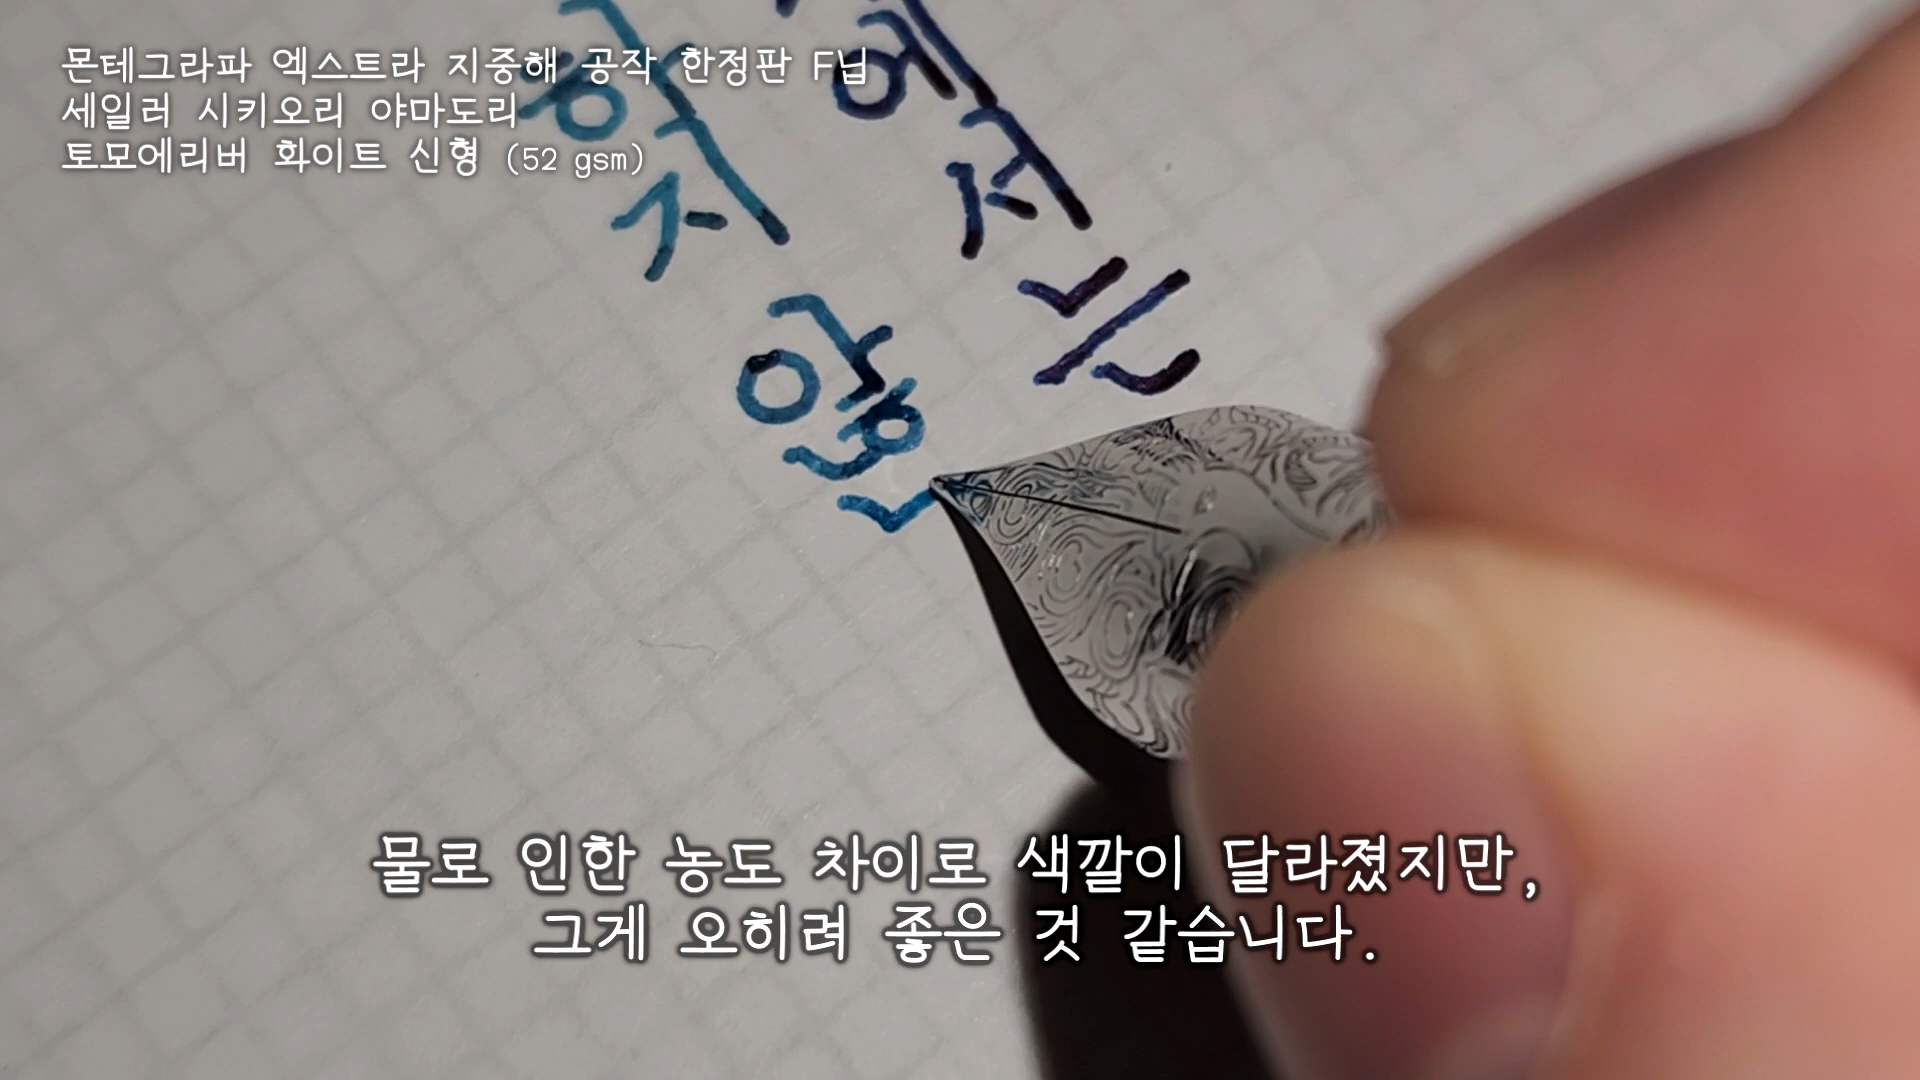 몬테그라파 엑스트라 지중해 공작 한정판 F닙
세일러 시키오리 야마도리
토모에리버 화이트 신형 (52 gsm)
에서는
하지 않
물로 인한 농도 차이로 색깔이 달라졌지만,
그게 오히려 좋은 것 같습니다.